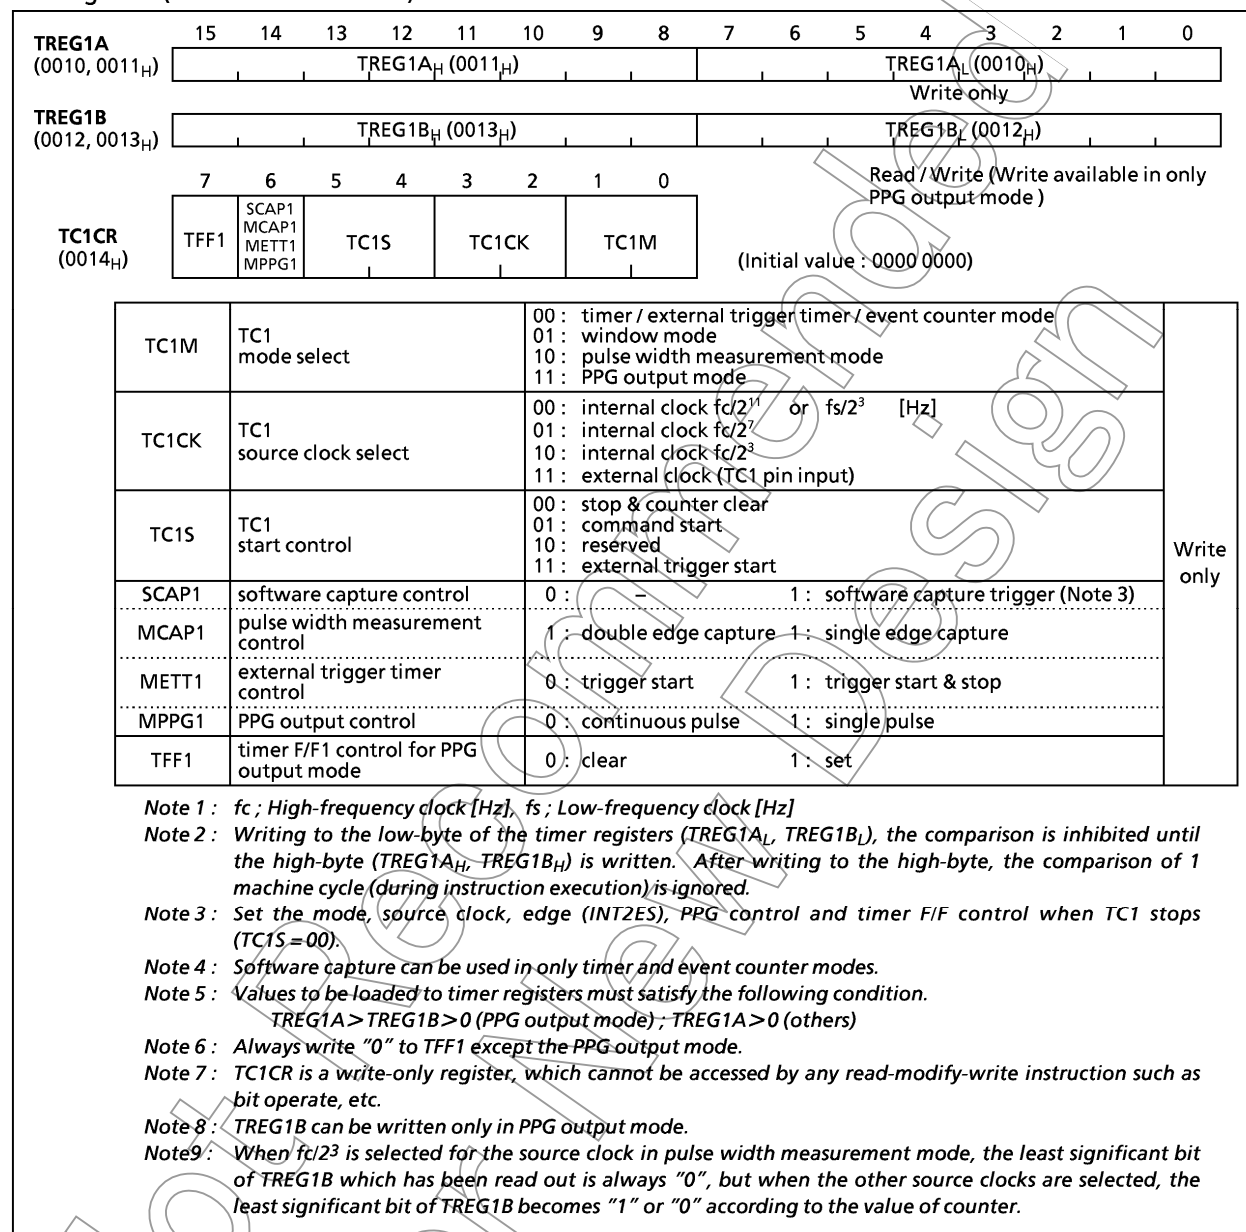 TREG1A 15 14 13 12 11 10 9 8 7 6 5 4 3 2 1 0
(0010, 0011H) TREG1AH (0011H) TREG1AL (0010H)
Write only
TREG1B
(0012, 0013H) TREG1BH (0013H) TREG1BL (0012H)
Read / Write (Write available in only
PPG output mode )
7 6 5 4 3 2 1 0
TC1CR
(0014H)
TFF1
SCAP1
MCAP1
METT1
MPPG1
TC1S TC1CK TC1M
(Initial value : 0000 0000)
TC1M
TC1
mode select
00 : timer / external trigger timer / event counter mode
01 : window mode
10 : pulse width measurement mode
11 : PPG output mode
TC1CK
TC1
source clock select
00 : internal clock fc/2¹¹ or fs/2³ [Hz]
01 : internal clock fc/2⁷
10 : internal clock fc/2³
11 : external clock (TC1 pin input)
TC1S
TC1
start control
00 : stop & counter clear
01 : command start
10 : reserved
11 : external trigger start
Write
only
SCAP1 software capture control 0 : – 1 : software capture trigger (Note 3)
MCAP1
pulse width measurement
control
1 : double edge capture 1 : single edge capture
METT1
external trigger timer
control
0 : trigger start 1 : trigger start & stop
MPPG1 PPG output control 0 : continuous pulse 1 : single pulse
TFF1
timer F/F1 control for PPG
output mode
0 : clear 1 : set
Note 1 : fc ; High-frequency clock [Hz], fs ; Low-frequency clock [Hz]
Note 2 : Writing to the low-byte of the timer registers (TREG1AL, TREG1BL), the comparison is inhibited until
the high-byte (TREG1AH, TREG1BH) is written. After writing to the high-byte, the comparison of 1
machine cycle (during instruction execution) is ignored.
Note 3 : Set the mode, source clock, edge (INT2ES), PPG control and timer F/F control when TC1 stops
(TC1S = 00).
Note 4 : Software capture can be used in only timer and event counter modes.
Note 5 : Values to be loaded to timer registers must satisfy the following condition.
TREG1A > TREG1B > 0 (PPG output mode) ; TREG1A > 0 (others)
Note 6 : Always write "0" to TFF1 except the PPG output mode.
Note 7 : TC1CR is a write-only register, which cannot be accessed by any read-modify-write instruction such as
bit operate, etc.
Note 8 : TREG1B can be written only in PPG output mode.
Note9 : When fc/2³ is selected for the source clock in pulse width measurement mode, the least significant bit
of TREG1B which has been read out is always "0", but when the other source clocks are selected, the
least significant bit of TREG1B becomes "1" or "0" according to the value of counter.
Recommended
New Design